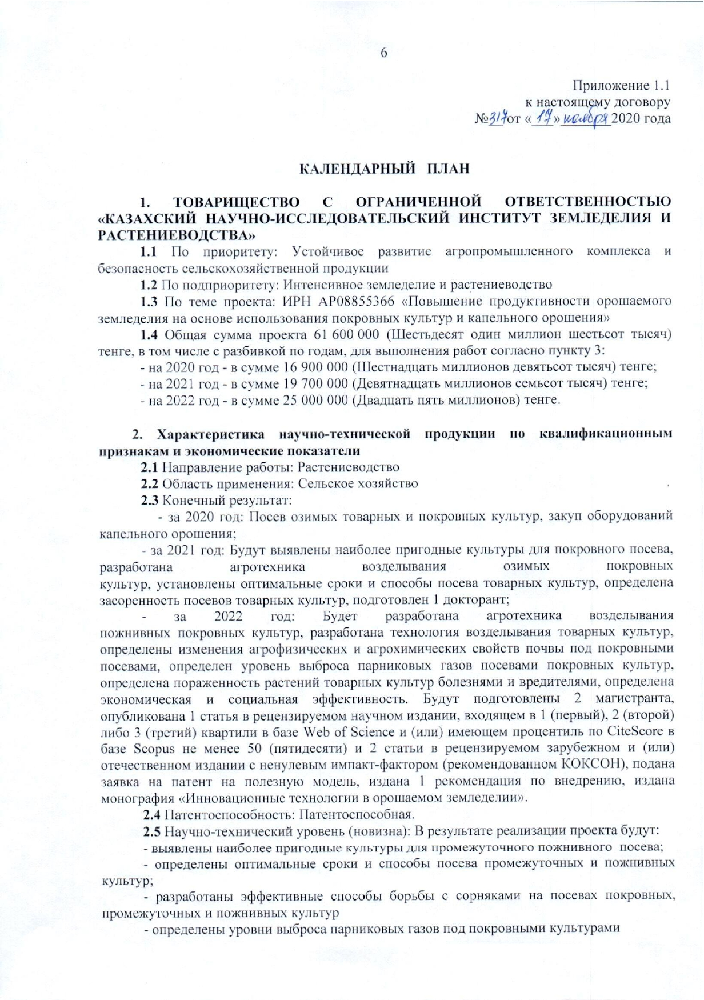 6
Приложение 1.1
к настоящему договору
№317от «17»ноября2020 года
КАЛЕНДАРНЫЙ ПЛАН
1. ТОВАРИЩЕСТВО С ОГРАНИЧЕННОЙ ОТВЕТСТВЕННОСТЬЮ
«КАЗАХСКИЙ НАУЧНО-ИССЛЕДОВАТЕЛЬСКИЙ ИНСТИТУТ ЗЕМЛЕДЕЛИЯ И
РАСТЕНИЕВОДСТВА»
1.1 По приоритету: Устойчивое развитие агропромышленного комплекса и
безопасность сельскохозяйственной продукции
1.2 По подприоритету: Интенсивное земледелие и растениеводство
1.3 По теме проекта: ИРН АР08855366 «Повышение продуктивности орошаемого
земледелия на основе использования покровных культур и капельного орошения»
1.4 Общая сумма проекта 61 600 000 (Шестьдесят один миллион шестьсот тысяч)
тенге, в том числе с разбивкой по годам, для выполнения работ согласно пункту 3:
- на 2020 год - в сумме 16 900 000 (Шестнадцать миллионов девятьсот тысяч) тенге;
- на 2021 год - в сумме 19 700 000 (Девятнадцать миллионов семьсот тысяч) тенге;
- на 2022 год - в сумме 25 000 000 (Двадцать пять миллионов) тенге.
2. Характеристика научно-технической продукции по квалификационным
признакам и экономические показатели
2.1 Направление работы: Растениеводство
2.2 Область применения: Сельское хозяйство
2.3 Конечный результат:
- за 2020 год: Посев озимых товарных и покровных культур, закуп оборудований
капельного орошения;
- за 2021 год: Будут выявлены наиболее пригодные культуры для покровного посева,
разработана агротехника возделывания озимых покровных
культур, установлены оптимальные сроки и способы посева товарных культур, определена
засоренность посевов товарных культур, подготовлен 1 докторант;
- за 2022 год: Будет разработана агротехника возделывания
пожнивных покровных культур, разработана технология возделывания товарных культур,
определены изменения агрофизических и агрохимических свойств почвы под покровными
посевами, определен уровень выброса парниковых газов посевами покровных культур,
определена пораженность растений товарных культур болезнями и вредителями, определена
экономическая и социальная эффективность. Будут подготовлены 2 магистранта,
опубликована 1 статья в рецензируемом научном издании, входящем в 1 (первый), 2 (второй)
либо 3 (третий) квартили в базе Web of Science и (или) имеющем процентиль по CiteScore в
базе Scopus не менее 50 (пятидесяти) и 2 статьи в рецензируемом зарубежном и (или)
отечественном издании с ненулевым импакт-фактором (рекомендованном КОКСОН), подана
заявка на патент на полезную модель, издана 1 рекомендация по внедрению, издана
монография «Инновационные технологии в орошаемом земледелии».
2.4 Патентоспособность: Патентоспособная.
2.5 Научно-технический уровень (новизна): В результате реализации проекта будут:
- выявлены наиболее пригодные культуры для промежуточного пожнивного посева;
- определены оптимальные сроки и способы посева промежуточных и пожнивных
культур;
- разработаны эффективные способы борьбы с сорняками на посевах покровных,
промежуточных и пожнивных культур
- определены уровни выброса парниковых газов под покровными культурами